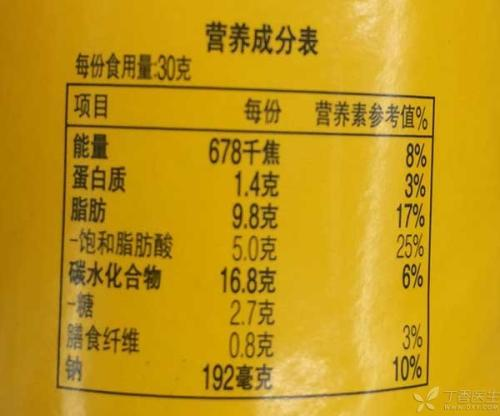 营养成分表
每份食用量:30克
项目 每份 营养素参考值%
能量 678千焦 8%
蛋白质 1.4克 3%
脂肪 9.8克 17%
-饱和脂肪酸 5.0克 25%
碳水化合物 16.8克 6%
-糖 2.7克
膳食纤维 0.8克 3%
钠 192毫克 10%
丁香医生